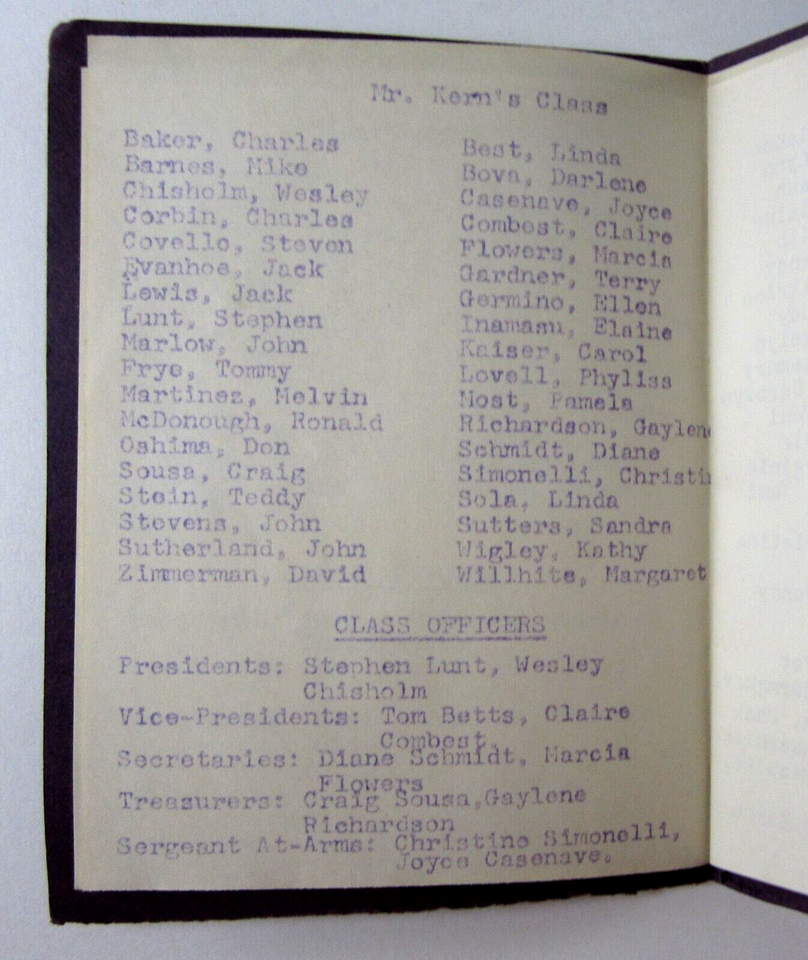 Mr. Kern's Class
Baker, Charles
Barnes, Mike
Chisholm, Wesley
Corbin, Charles
Covello, Steven
Evanhoe, Jack
Lewis, Jack
Lunt, Stephen
Marlow, John
Frye, Tommy
Martinez, Melvin
McDonough, Ronald
Oshima, Don
Sousa, Craig
Stein, Teddy
Stevens, John
Sutherland, John
Zimmerman, David
Best, Linda
Bova, Darlene
Casenave, Joyce
Combest, Claire
Flowers, Marcia
Gardner, Terry
Germino, Ellen
Inamasu, Elaine
Kaiser, Carol
Lovell, Phyliss
Most, Pamela
Richardson, Gaylene
Schmidt, Diane
Simonelli, Christin
Sola, Linda
Sutters, Sandra
Wigley, Kathy
Willhite, Margaret
CLASS OFFICERS
Presidents: Stephen Lunt, Wesley
Chisholm
Vice-Presidents: Tom Betts, Claire
Combest,
Secretaries: Diane Schmidt, Marcia
Flowers
Treasurers: Craig Sousa,Gaylene
Richardson
Sergeant At-Arms: Christine Simonelli,
Joyce Casenave.